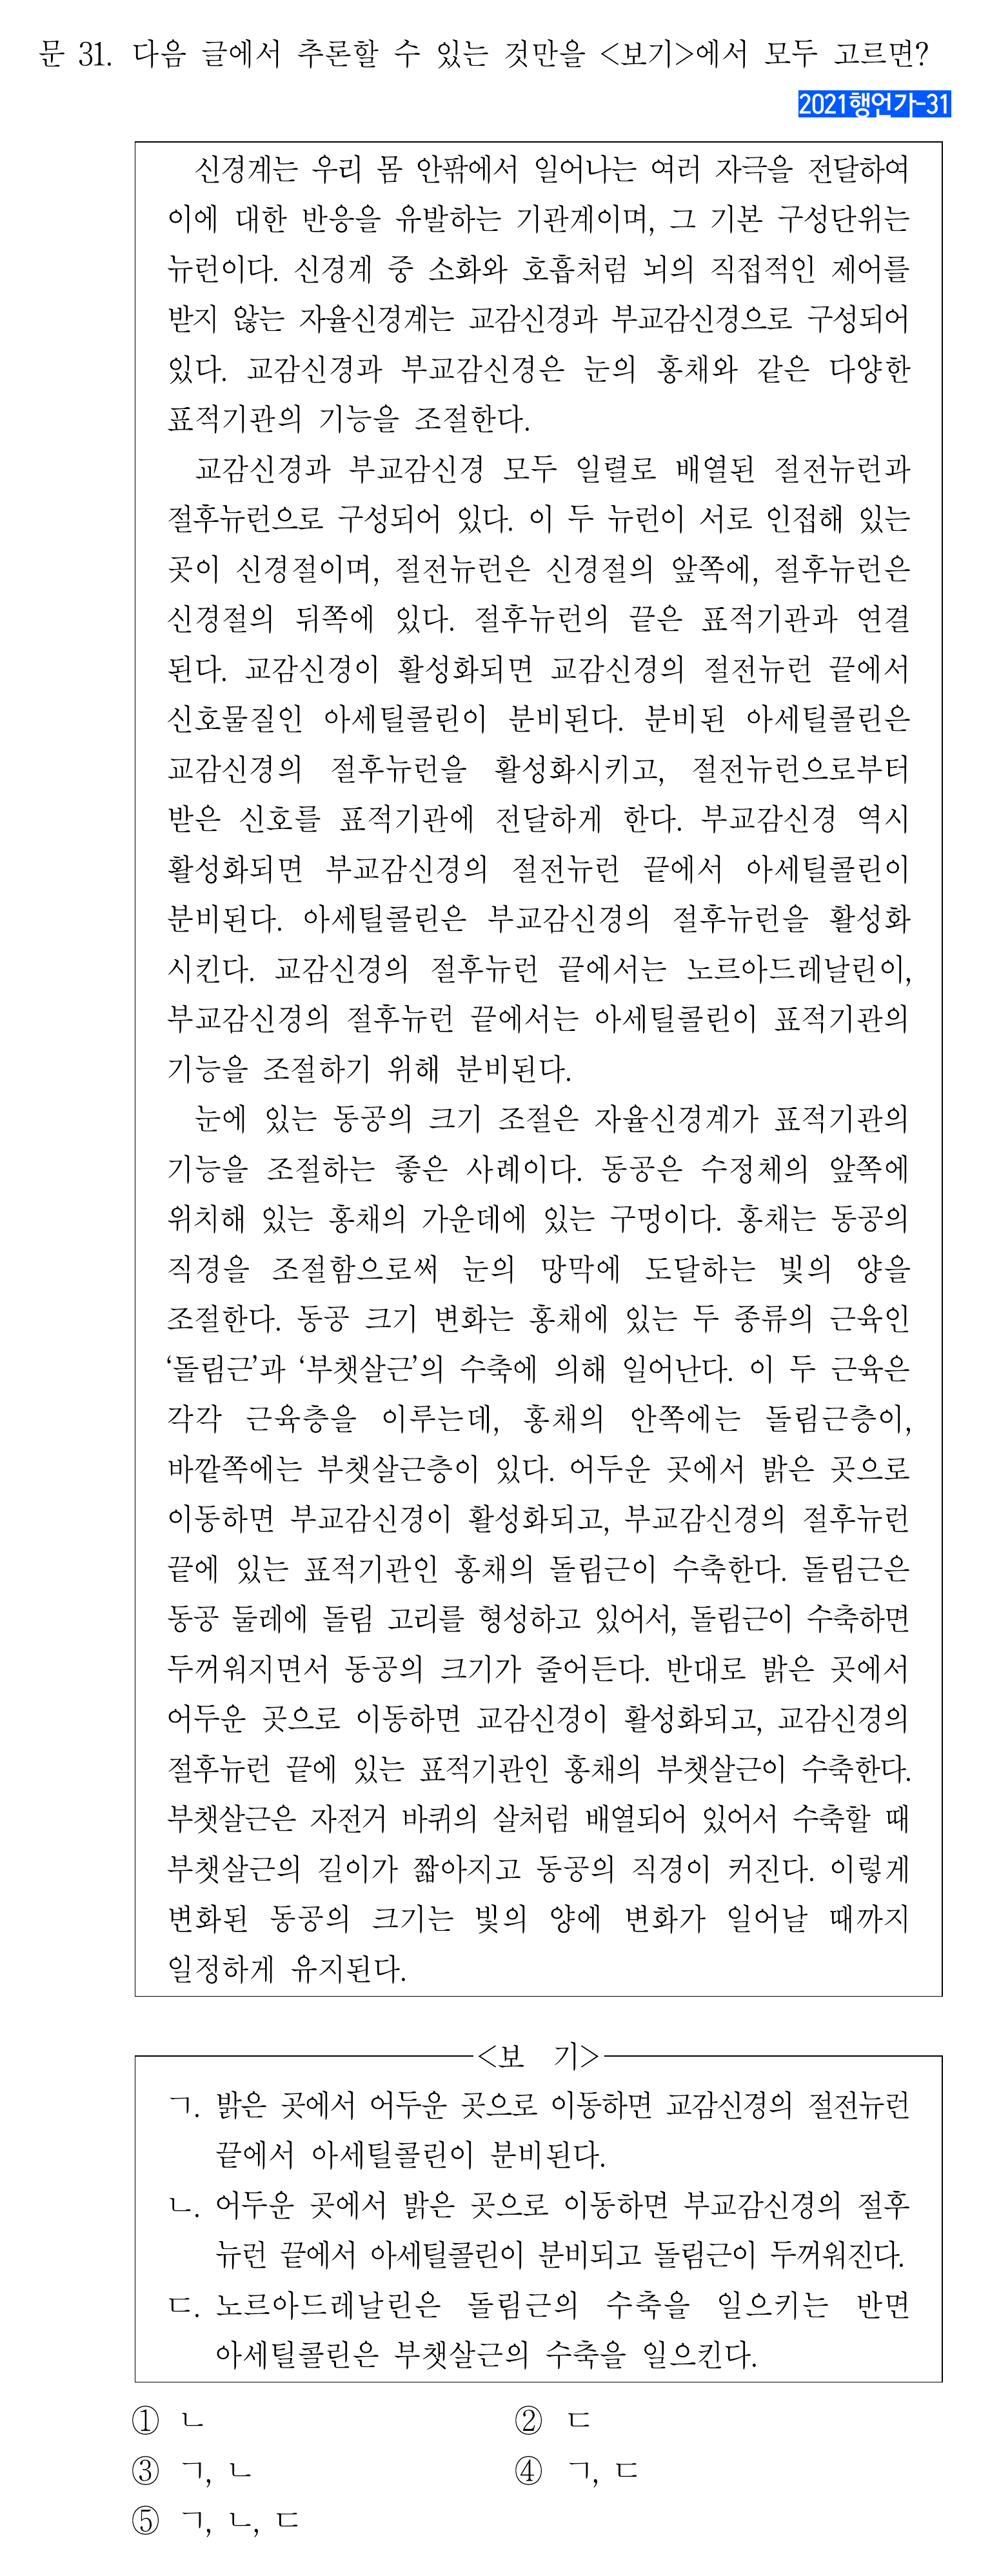 문 31. 다음 글에서 추론할 수 있는 것만을 <보기>에서 모두 고르면?
2021행언가-31
신경계는 우리 몸 안팎에서 일어나는 여러 자극을 전달하여
이에 대한 반응을 유발하는 기관계이며, 그 기본 구성단위는
뉴런이다. 신경계 중 소화와 호흡처럼 뇌의 직접적인 제어를
받지 않는 자율신경계는 교감신경과 부교감신경으로 구성되어
있다. 교감신경과 부교감신경은 눈의 홍채와 같은 다양한
표적기관의 기능을 조절한다.
교감신경과 부교감신경 모두 일렬로 배열된 절전뉴런과
절후뉴런으로 구성되어 있다. 이 두 뉴런이 서로 인접해 있는
곳이 신경절이며, 절전뉴런은 신경절의 앞쪽에, 절후뉴런은
신경절의 뒤쪽에 있다. 절후뉴런의 끝은 표적기관과 연결
된다. 교감신경이 활성화되면 교감신경의 절전뉴런 끝에서
신호물질인 아세틸콜린이 분비된다. 분비된 아세틸콜린은
교감신경의 절후뉴런을 활성화시키고, 절전뉴런으로부터
받은 신호를 표적기관에 전달하게 한다. 부교감신경 역시
활성화되면 부교감신경의 절전뉴런 끝에서 아세틸콜린이
분비된다. 아세틸콜린은 부교감신경의 절후뉴런을 활성화
시킨다. 교감신경의 절후뉴런 끝에서는 노르아드레날린이,
부교감신경의 절후뉴런 끝에서는 아세틸콜린이 표적기관의
기능을 조절하기 위해 분비된다.
눈에 있는 동공의 크기 조절은 자율신경계가 표적기관의
기능을 조절하는 좋은 사례이다. 동공은 수정체의 앞쪽에
위치해 있는 홍채의 가운데에 있는 구멍이다. 홍채는 동공의
직경을 조절함으로써 눈의 망막에 도달하는 빛의 양을
조절한다. 동공 크기 변화는 홍채에 있는 두 종류의 근육인
‘돌림근’과 ‘부챗살근’의 수축에 의해 일어난다. 이 두 근육은
각각 근육층을 이루는데, 홍채의 안쪽에는 돌림근층이,
바깥쪽에는 부챗살근층이 있다. 어두운 곳에서 밝은 곳으로
이동하면 부교감신경이 활성화되고, 부교감신경의 절후뉴런
끝에 있는 표적기관인 홍채의 돌림근이 수축한다. 돌림근은
동공 둘레에 돌림 고리를 형성하고 있어서, 돌림근이 수축하면
두꺼워지면서 동공의 크기가 줄어든다. 반대로 밝은 곳에서
어두운 곳으로 이동하면 교감신경이 활성화되고, 교감신경의
절후뉴런 끝에 있는 표적기관인 홍채의 부챗살근이 수축한다.
부챗살근은 자전거 바퀴의 살처럼 배열되어 있어서 수축할 때
부챗살근의 길이가 짧아지고 동공의 직경이 커진다. 이렇게
변화된 동공의 크기는 빛의 양에 변화가 일어날 때까지
일정하게 유지된다.
<보 기>
ㄱ. 밝은 곳에서 어두운 곳으로 이동하면 교감신경의 절전뉴런
끝에서 아세틸콜린이 분비된다.
ㄴ. 어두운 곳에서 밝은 곳으로 이동하면 부교감신경의 절후
뉴런 끝에서 아세틸콜린이 분비되고 돌림근이 두꺼워진다.
ㄷ. 노르아드레날린은 돌림근의 수축을 일으키는 반면
아세틸콜린은 부챗살근의 수축을 일으킨다.
① ㄴ ② ㄷ
③ ㄱ, ㄴ ④ ㄱ, ㄷ
⑤ ㄱ, ㄴ, ㄷ